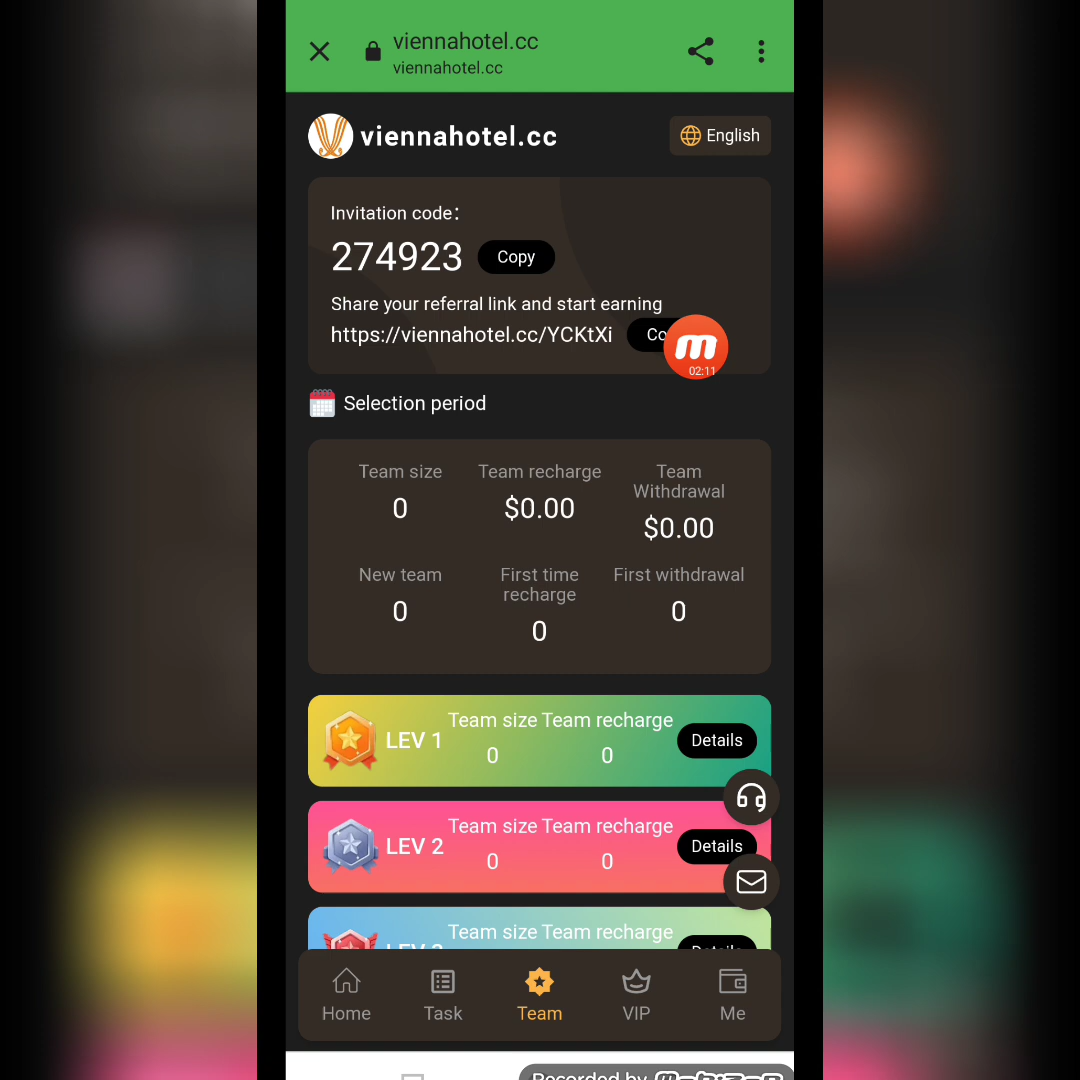 viennahotel.cc
viennahotel.cc
viennahotel.cc
English
Invitation code:
274923 Copy
Share your referral link and start earning
https://viennahotel.cc/YCKtXi Co
02:11
Selection period
Team size Team recharge Team Withdrawal
0 $0.00 $0.00
New team First time recharge First withdrawal
0 0 0
Team size Team recharge
LEV 1 Details
0 0
Team size Team recharge
LEV 2 Details
0 0
Team size Team recharge
Home Task Team VIP Me
Recorded by